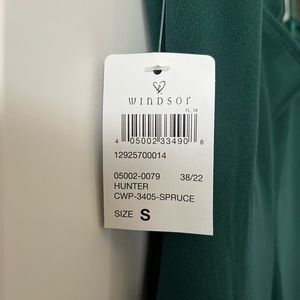 WINDSOR
FL 18
4 05002 33490 8
12925700014
05002-0079 38/22
HUNTER
CWP-3405-SPRUCE
SIZE S